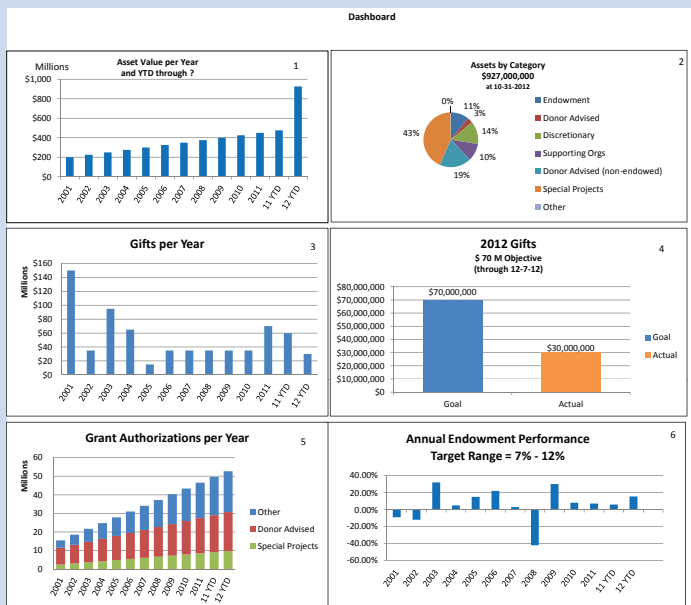 Dashboard
Millions
Asset Value per Year
and YTD through ?
1
$1,000
$800
$600
$400
$200
$0
2001
2002
2003
2004
2005
2006
2007
2008
2009
2010
2011
11 YTD
12 YTD
2
Assets by Category
$927,000,000
at 10-31-2012
0%
11%
3%
14%
10%
19%
43%
Endowment
Donor Advised
Discretionary
Supporting Orgs
Donor Advised (non-endowed)
Special Projects
Other
Gifts per Year
3
Millions
$160
$140
$120
$100
$80
$60
$40
$20
$0
2001
2002
2003
2004
2005
2006
2007
2008
2009
2010
2011
11 YTD
12 YTD
2012 Gifts
$ 70 M Objective
(through 12-7-12)
4
$80,000,000
$70,000,000
$60,000,000
$50,000,000
$40,000,000
$30,000,000
$20,000,000
$10,000,000
$0
$70,000,000
$30,000,000
Goal
Actual
Goal
Actual
Grant Authorizations per Year
5
Millions
60
50
40
30
20
10
0
2001
2002
2003
2004
2005
2006
2007
2008
2009
2010
2011
11 YTD
12 YTD
Other
Donor Advised
Special Projects
6
Annual Endowment Performance
Target Range = 7% - 12%
40.00%
20.00%
0.00%
-20.00%
-40.00%
-60.00%
2001
2002
2003
2004
2005
2006
2007
2008
2009
2010
2011
11 YTD
12 YTD